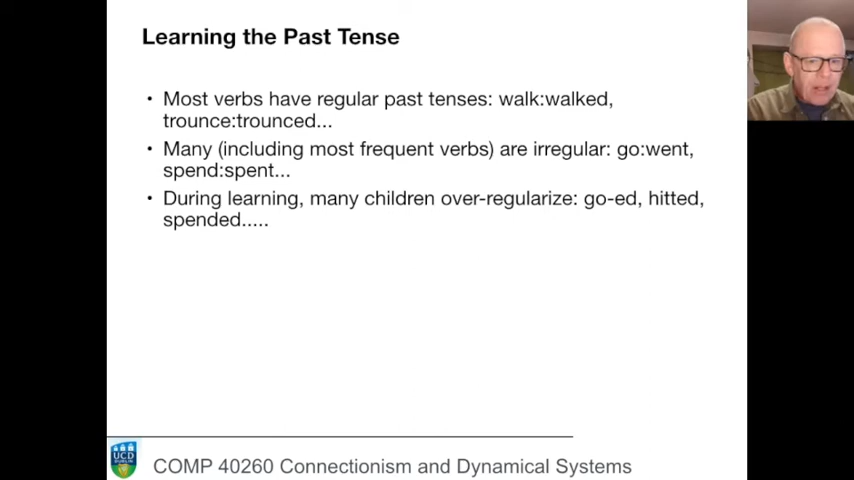 Learning the Past Tense
• Most verbs have regular past tenses: walk:walked,
trounce:trounced...
• Many (including most frequent verbs) are irregular: go:went,
spend:spent...
• During learning, many children over-regularize: go-ed, hitted,
spended.....
UCD
DUBLIN
COMP 40260 Connectionism and Dynamical Systems